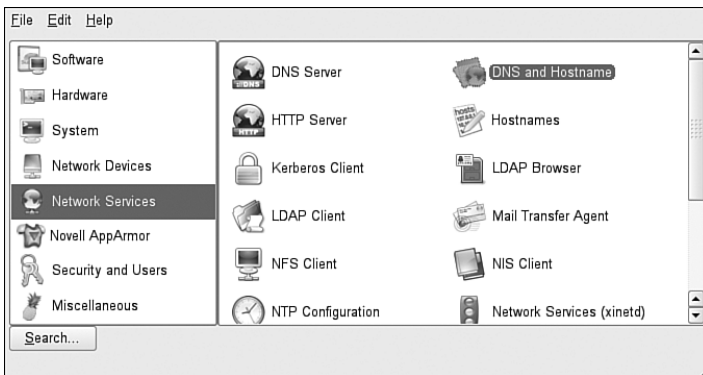 File Edit Help
Software
Hardware
System
Network Devices
Network Services
Novell AppArmor
Security and Users
Miscellaneous
DNS Server
DNS and Hostname
HTTP Server
Hostnames
Kerberos Client
LDAP Browser
LDAP Client
Mail Transfer Agent
NFS Client
NIS Client
NTP Configuration
Network Services (xinetd)
Search...